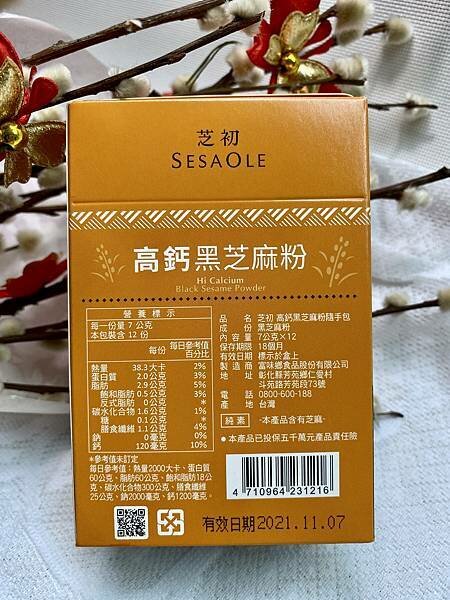 芝初
SESAOLE
高鈣黑芝麻粉
Hi Calcium
Black Sesame Powder
營養標示
每一份量 7 公克
本包裝含 12 份
每份 每日參考值百分比
熱量 38.3大卡 2%
蛋白質 2.0公克 3%
脂肪 2.9公克 5%
飽和脂肪 0.5公克 3%
反式脂肪 0公克 *
碳水化合物 1.6公克 1%
糖 0.1公克 *
膳食纖維 1.1公克 4%
鈉 0毫克 0%
鈣 120毫克 10%
*參考值未訂定
每日參考值：熱量2000大卡、蛋白質
60公克、脂肪60公克、飽和脂肪18公
克、碳水化合物300公克、膳食纖維
25公克、鈉2000毫克、鈣1200毫克。
品名 芝初 高鈣黑芝麻粉隨手包
成份 黑芝麻粉
淨重 7公克×12
保存期限 18個月
有效日期 標示於盒上
製造商 富味鄉食品股份有限公司
地址 彰化縣芳苑鄉仁愛村
斗苑路芳苑段73號
電話 0800-600-188
產地 台灣
純素 -本產品含有芝麻-
●本產品已投保五千萬元產品責任險
4 710964 231216
有效日期2021.11.07